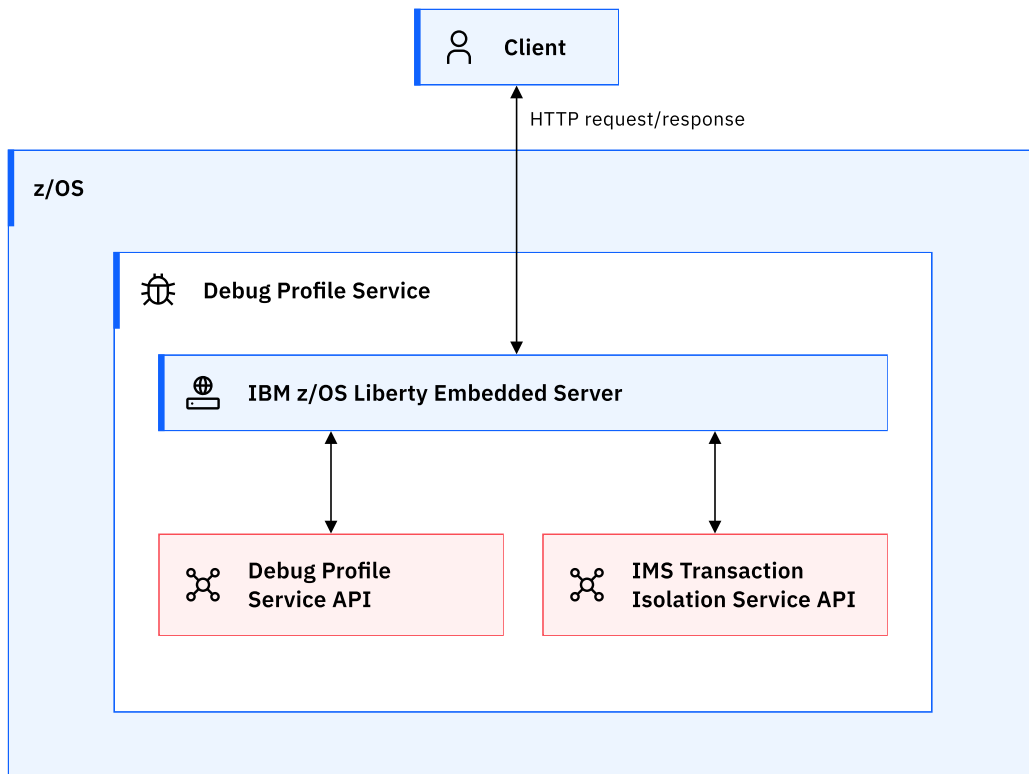 Client
HTTP request/response
z/OS
Debug Profile Service
IBM z/OS Liberty Embedded Server
Debug Profile
Service API
IMS Transaction
Isolation Service API